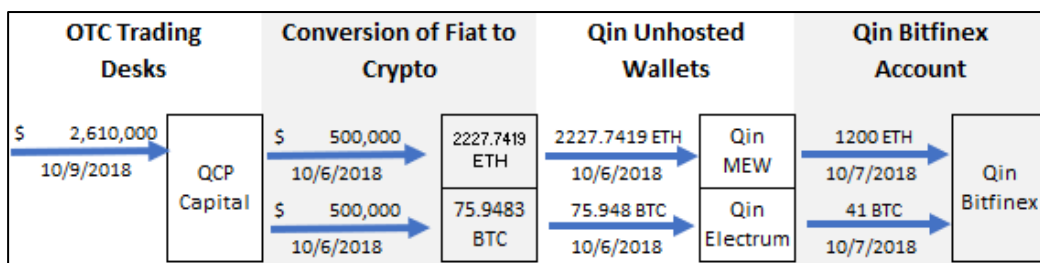 OTC Trading
Desks
Conversion of Fiat to
Crypto
Qin Unhosted
Wallets
Qin Bitfinex
Account
$ 2,610,000
10/9/2018
QCP
Capital
$ 500,000
10/6/2018
$ 500,000
10/6/2018
2227.7419
ETH
75.9483
BTC
2227.7419 ETH
10/6/2018
75.948 BTC
10/6/2018
Qin
MEW
Qin
Electrum
1200 ETH
10/7/2018
41 BTC
10/7/2018
Qin
Bitfinex